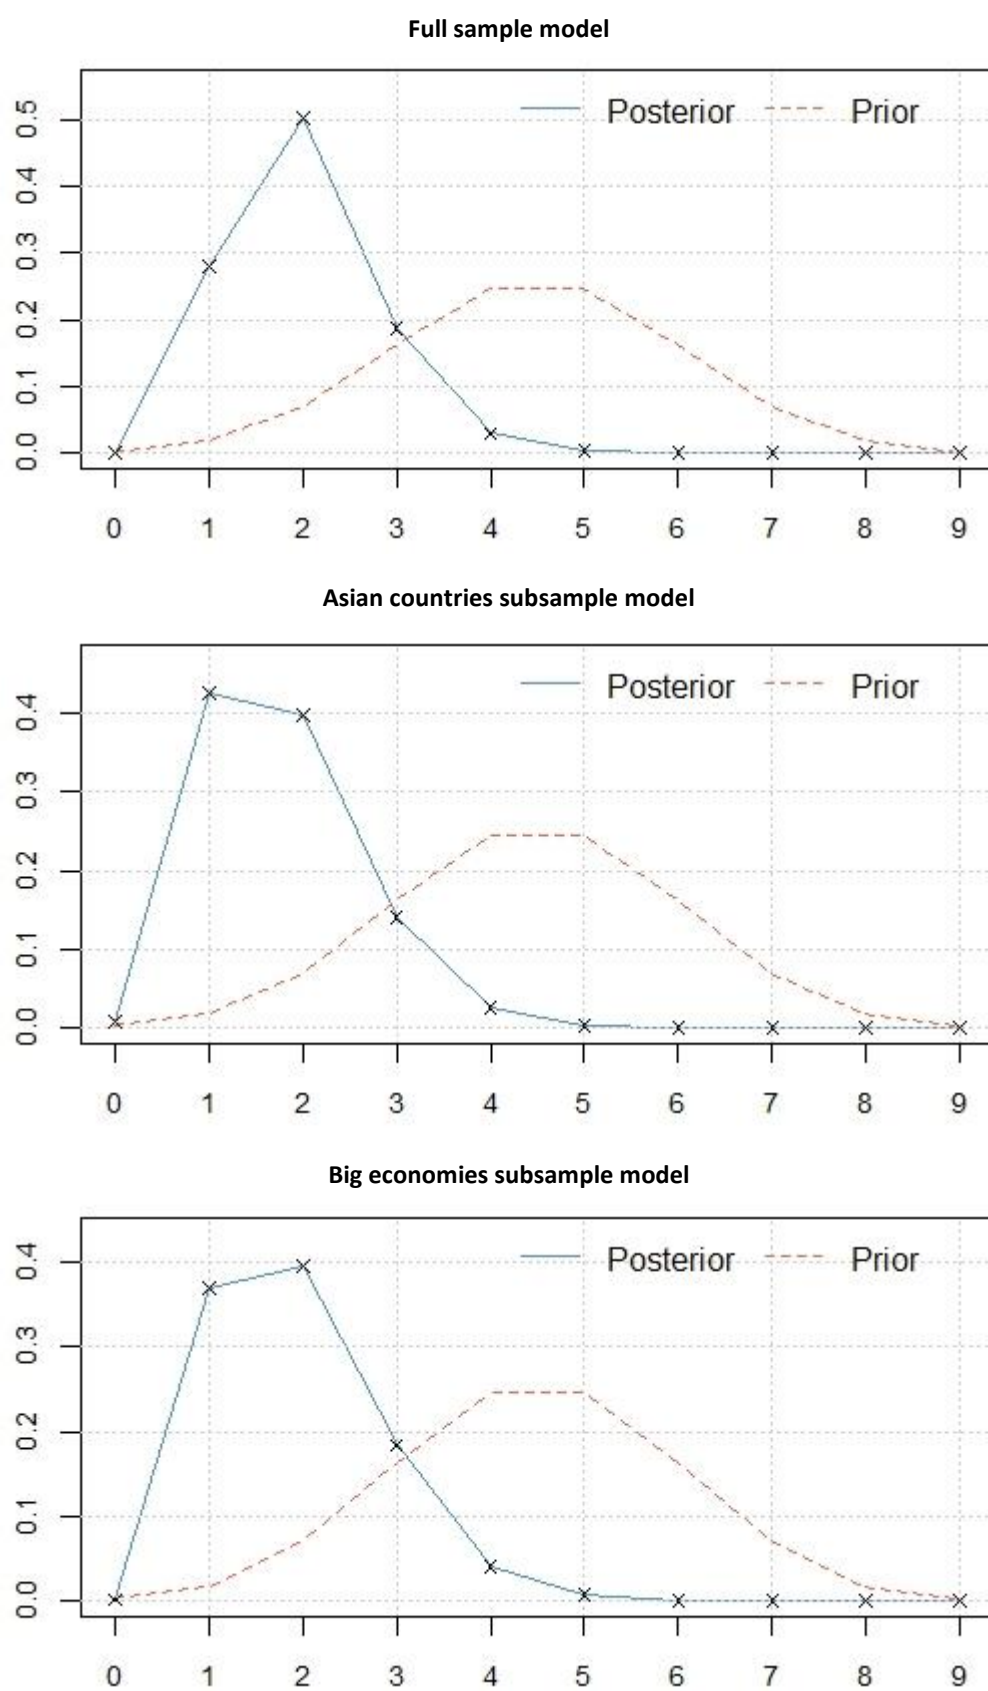 Full sample model
Posterior Prior
0.5
0.4
0.3
0.2
0.1
0.0
0 1 2 3 4 5 6 7 8 9
Asian countries subsample model
Posterior Prior
0.4
0.3
0.2
0.1
0.0
0 1 2 3 4 5 6 7 8 9
Big economies subsample model
Posterior Prior
0.4
0.3
0.2
0.1
0.0
0 1 2 3 4 5 6 7 8 9